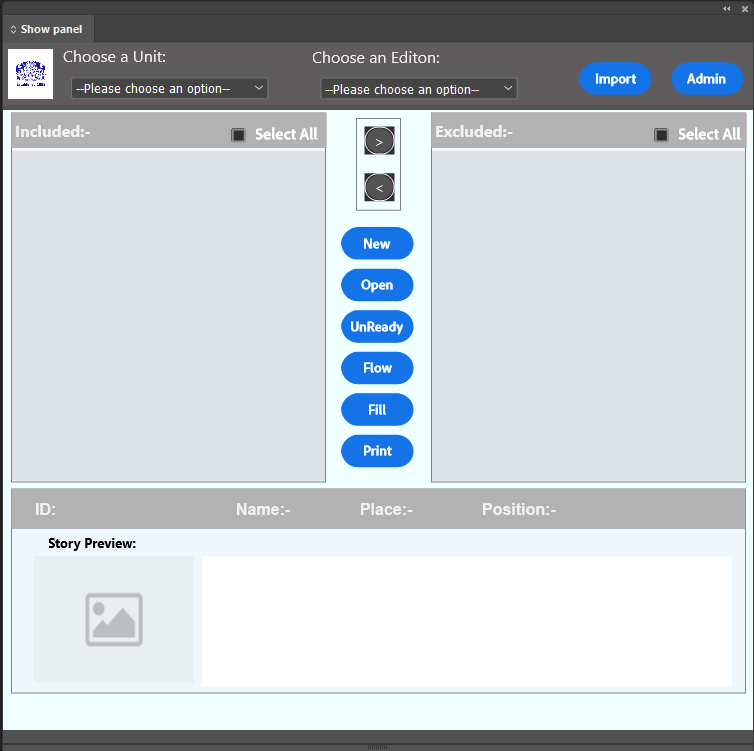 Show panel
Choose a Unit:
Choose an Editon:
--Please choose an option--
--Please choose an option--
Import
Admin
Included:-
Select All
Excluded:-
Select All
>
<
New
Open
UnReady
Flow
Fill
Print
ID:
Name:-
Place:-
Position:-
Story Preview: